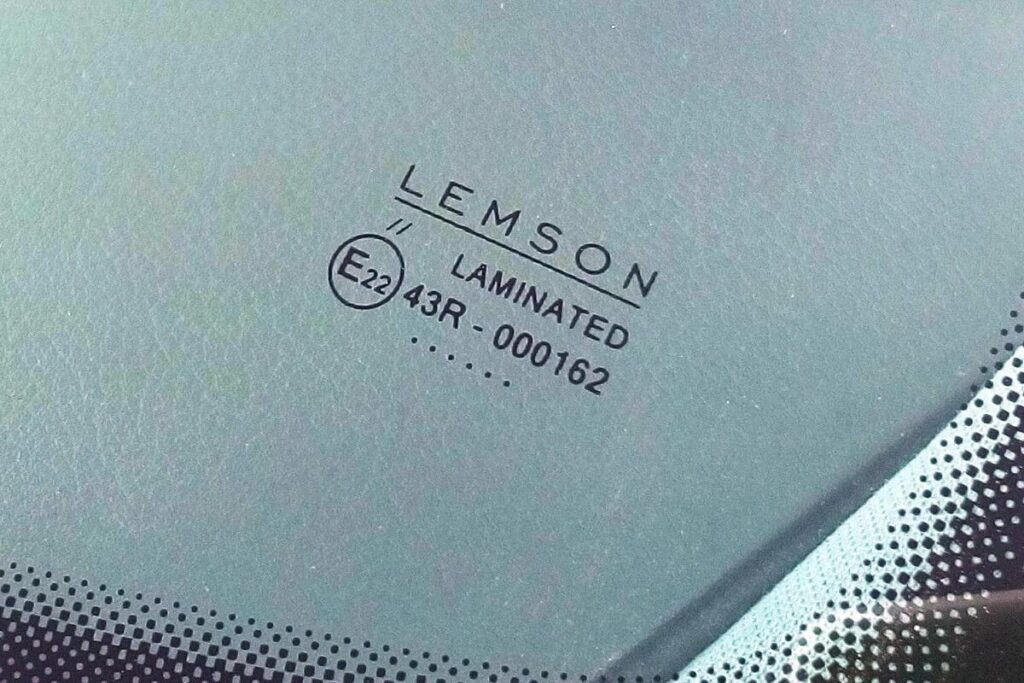 LEMSON
//
LAMINATED
E22 43R - 000162
......